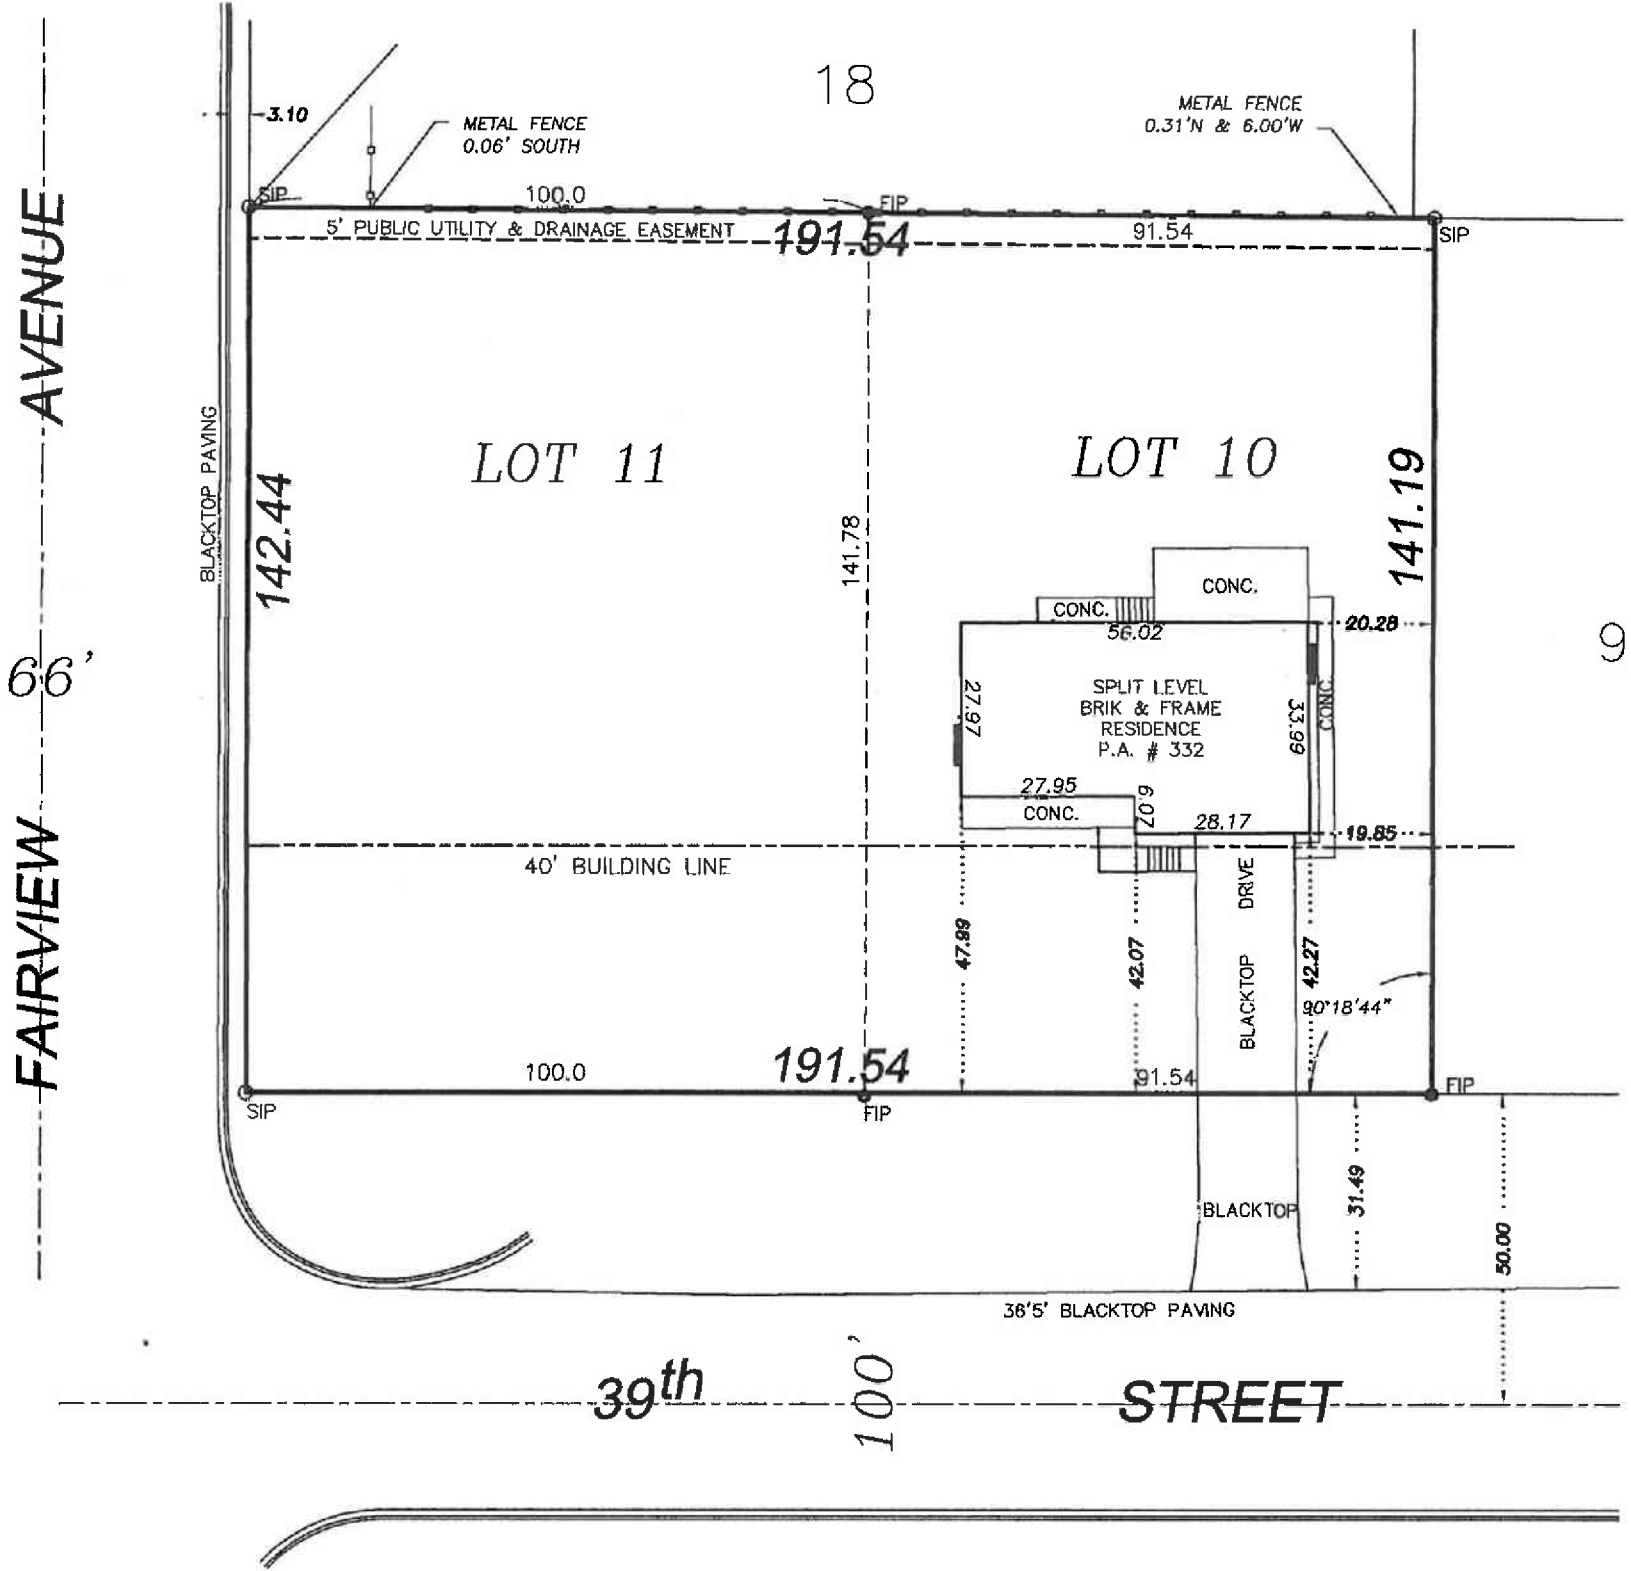 18
3.10
METAL FENCE
0.06' SOUTH
METAL FENCE
0.31'N & 6.00'W
SIP
100.0
FIP
5' PUBLIC UTILITY & DRAINAGE EASEMENT
191.54
91.54
SIP
FAIRVIEW AVENUE
66'
BLACKTOP PAVING
142.44
LOT 11
141.78
LOT 10
141.19
9
CONC.
CONC.
56.02
20.28
27.97
SPLIT LEVEL
BRIK & FRAME
RESIDENCE
P.A. # 332
33.99
CONC.
27.95
CONC.
6.07
28.17
19.85
40' BUILDING LINE
47.99
42.07
BLACKTOP DRIVE
42.27
90°18'44"
100.0
191.54
91.54
SIP
FIP
FIP
BLACKTOP
31.49
50.00
36'5' BLACKTOP PAVING
39th STREET
100'